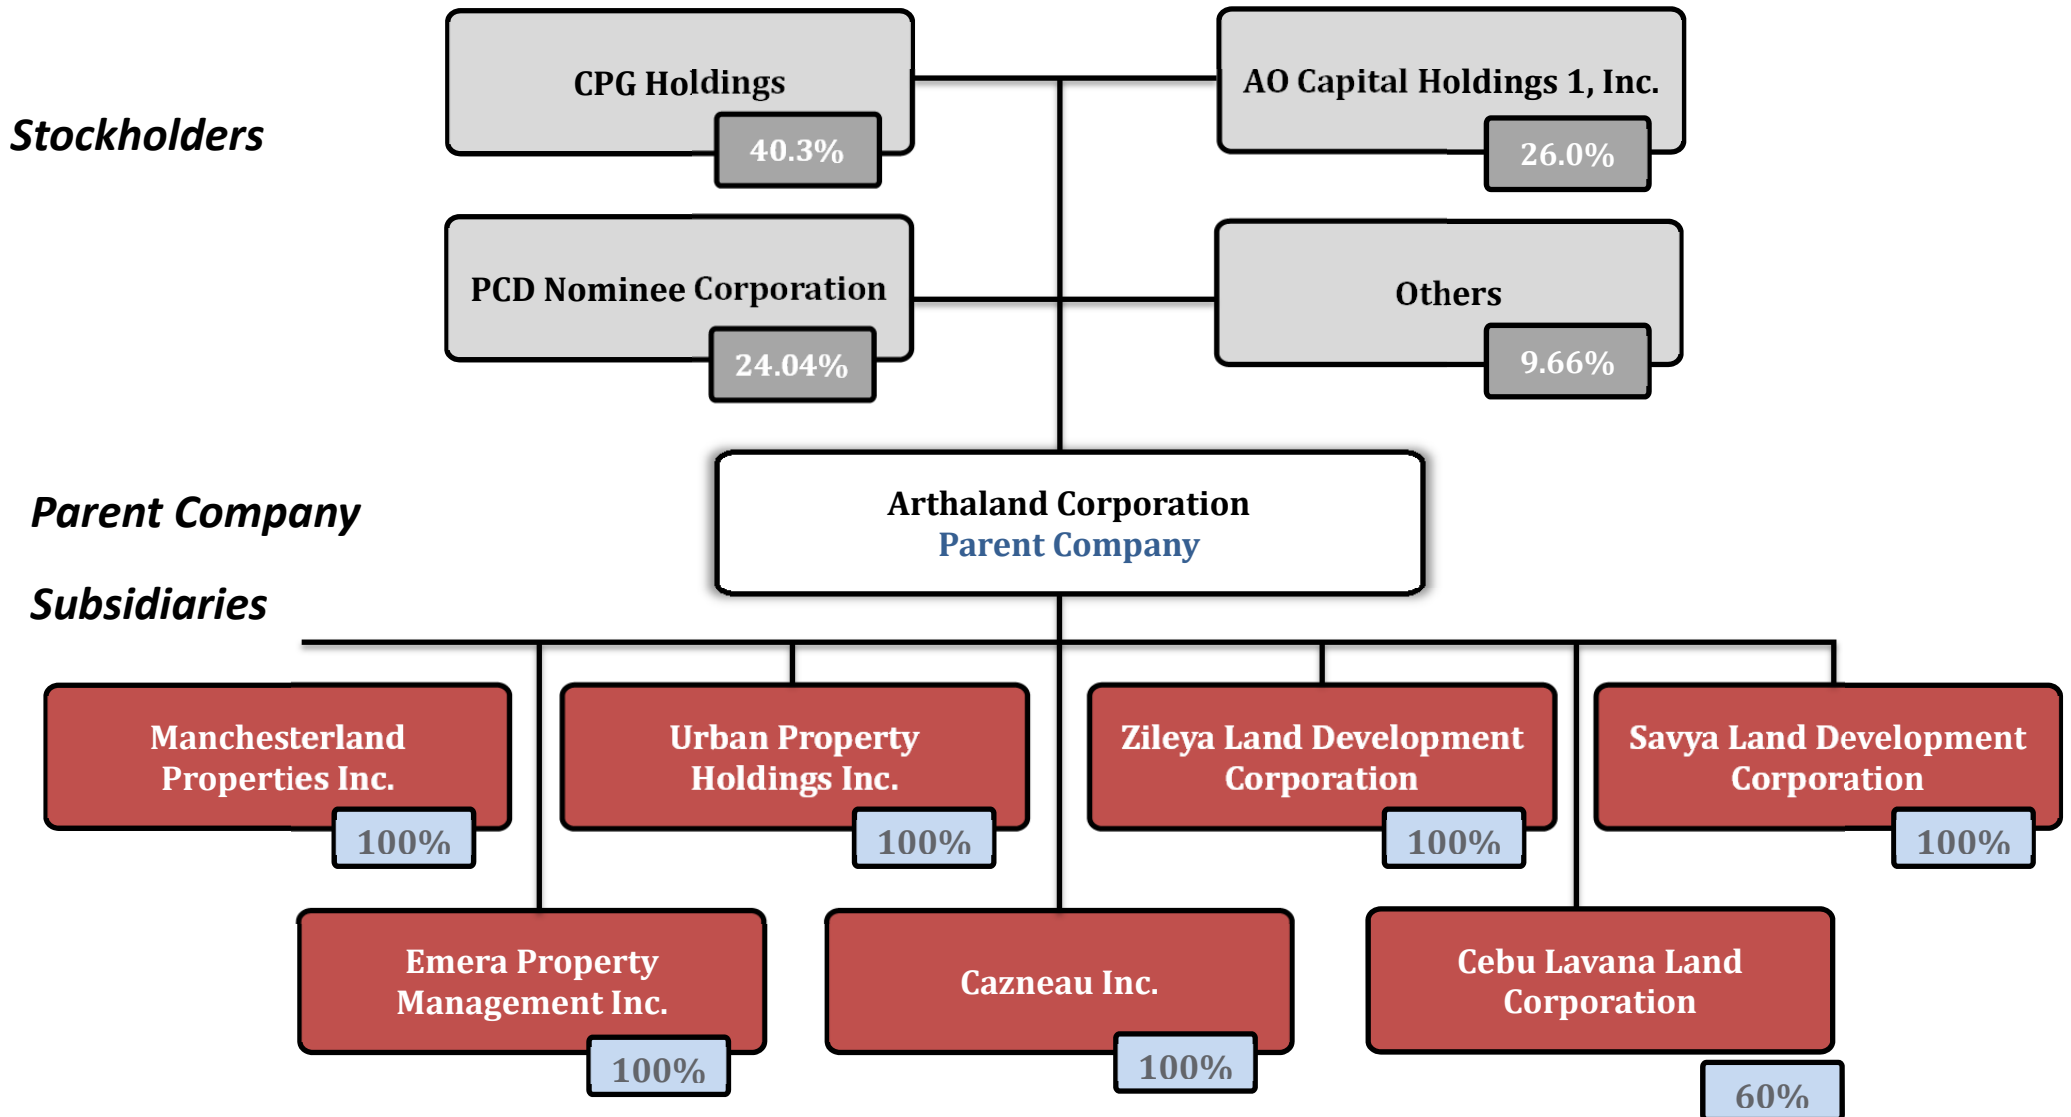 Stockholders
CPG Holdings
40.3%
AO Capital Holdings 1, Inc.
26.0%
PCD Nominee Corporation
24.04%
Others
9.66%
Parent Company
Arthaland Corporation
Parent Company
Subsidiaries
Manchesterland
Properties Inc.
100%
Urban Property
Holdings Inc.
100%
Zileya Land Development
Corporation
100%
Savya Land Development
Corporation
100%
Emera Property
Management Inc.
100%
Cazneau Inc.
100%
Cebu Lavana Land
Corporation
60%